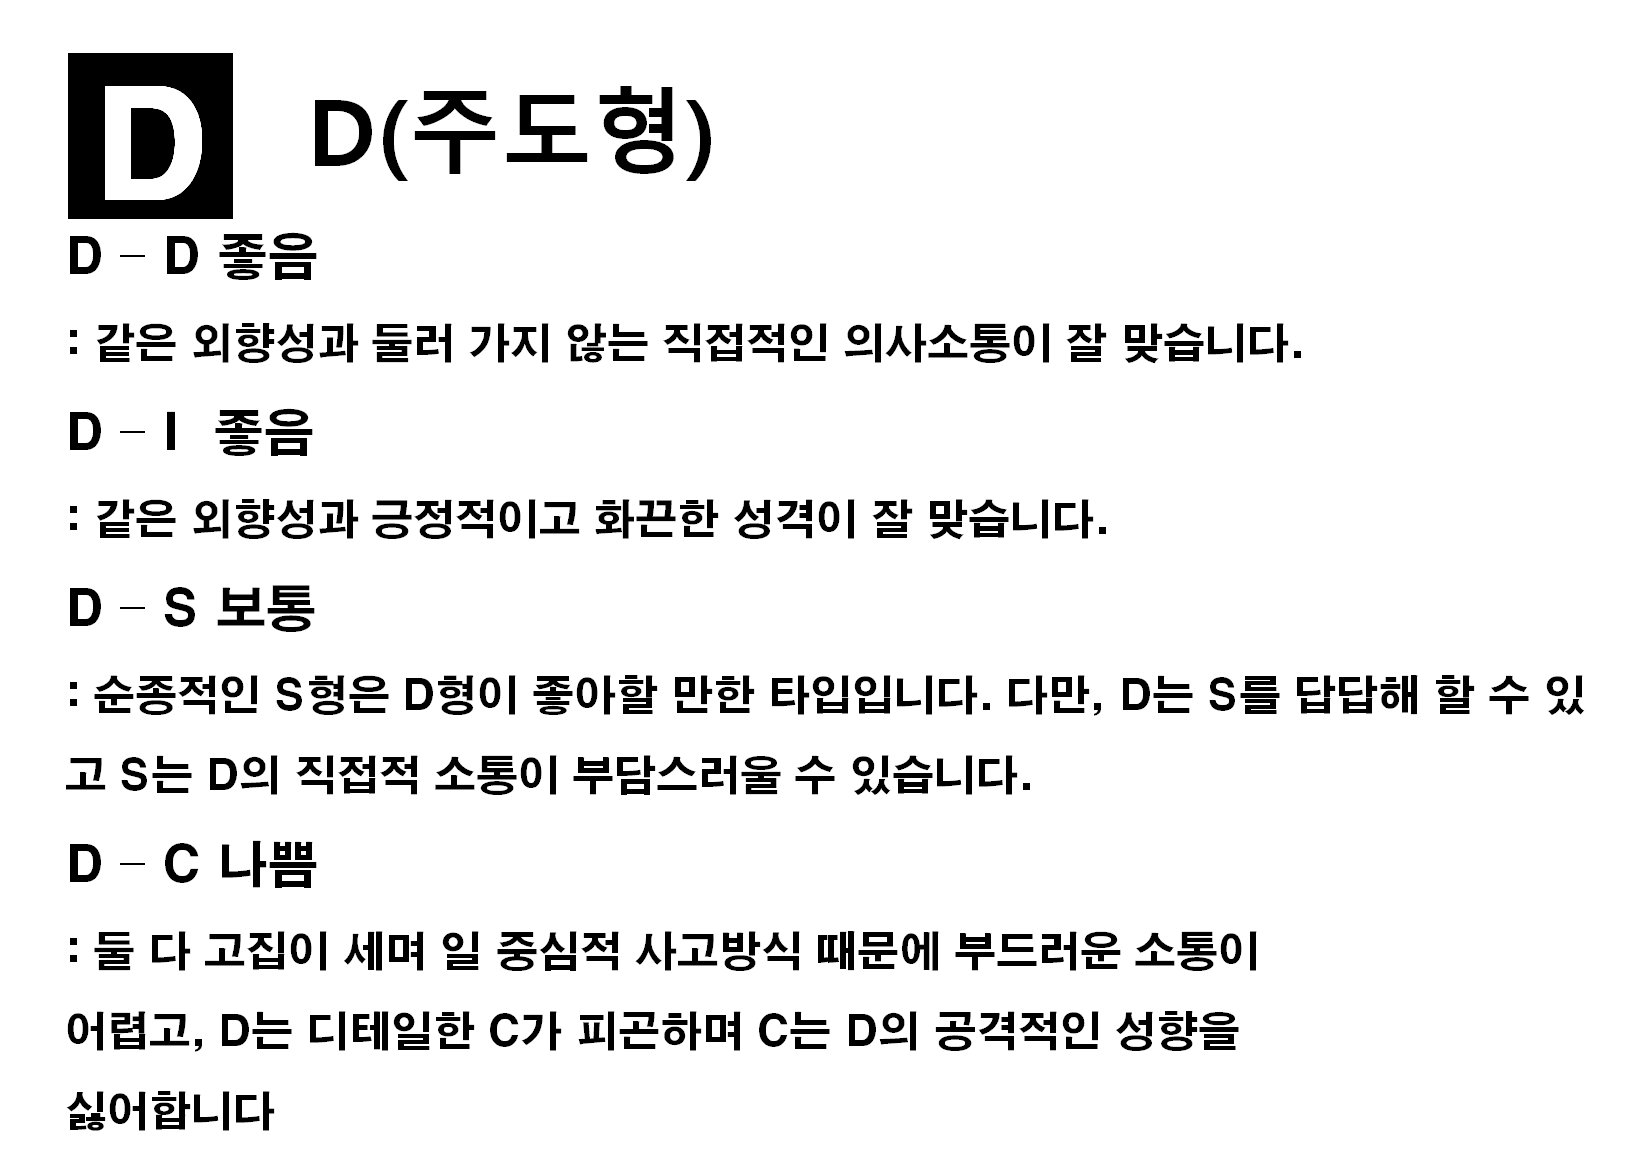 D
D(주도형)
D – D 좋음
: 같은 외향성과 둘러 가지 않는 직접적인 의사소통이 잘 맞습니다.
D – I 좋음
: 같은 외향성과 긍정적이고 화끈한 성격이 잘 맞습니다.
D – S 보통
: 순종적인 S형은 D형이 좋아할 만한 타입입니다. 다만, D는 S를 답답해 할 수 있
고 S는 D의 직접적 소통이 부담스러울 수 있습니다.
D – C 나쁨
: 둘 다 고집이 세며 일 중심적 사고방식 때문에 부드러운 소통이
어렵고, D는 디테일한 C가 피곤하며 C는 D의 공격적인 성향을
싫어합니다